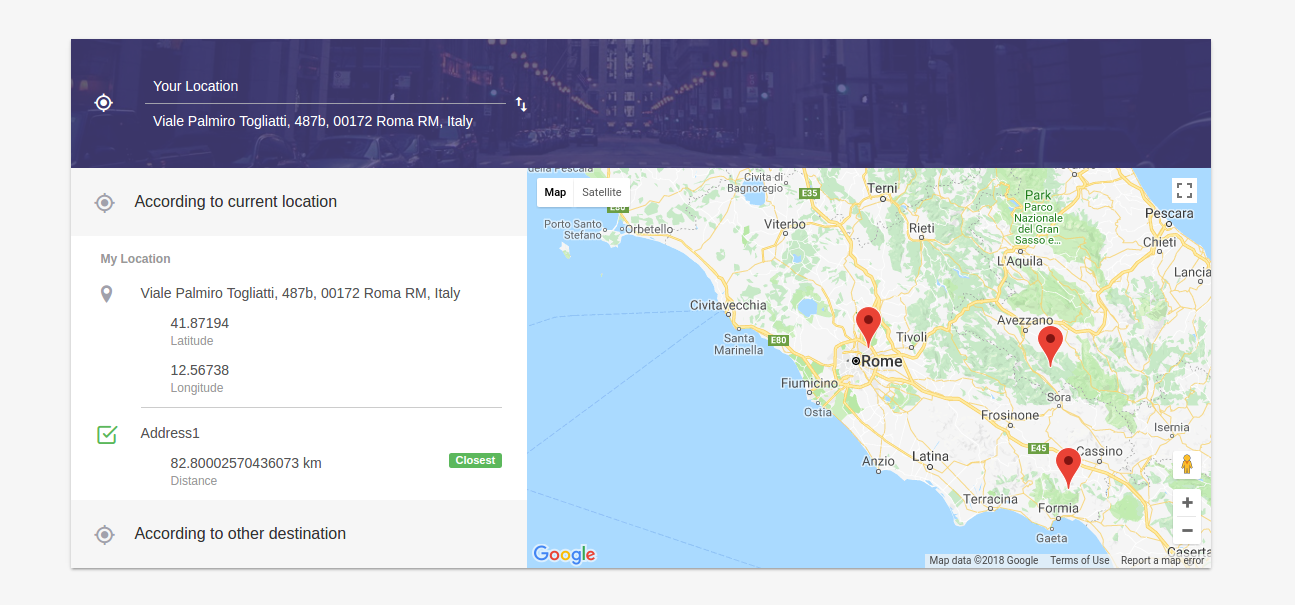 Your Location
Viale Palmiro Togliatti, 487b, 00172 Roma RM, Italy
According to current location
My Location
Viale Palmiro Togliatti, 487b, 00172 Roma RM, Italy
41.87194
Latitude
12.56738
Longitude
Address1
82.80002570436073 km
Closest
Distance
According to other destination
della Pescaia
Map
Satellite
E80
Civita di
Bagnoregio
E35
Terni
Park
Parco
Nazionale
del Gran
Sasso e...
Pescara
Porto Santo
Stefano
Orbetello
Viterbo
Rieti
Chieti
L'Aquila
Lancia
Civitavecchia
Avezzano
Santa
Marinella
E80
Tivoli
Rome
Fiumicino
Ostia
Sora
Frosinone
Isernia
Anzio
Latina
E45
Cassino
Terracina
Formia
Gaeta
Caserta
Google
Map data ©2018 Google
Terms of Use
Report a map error